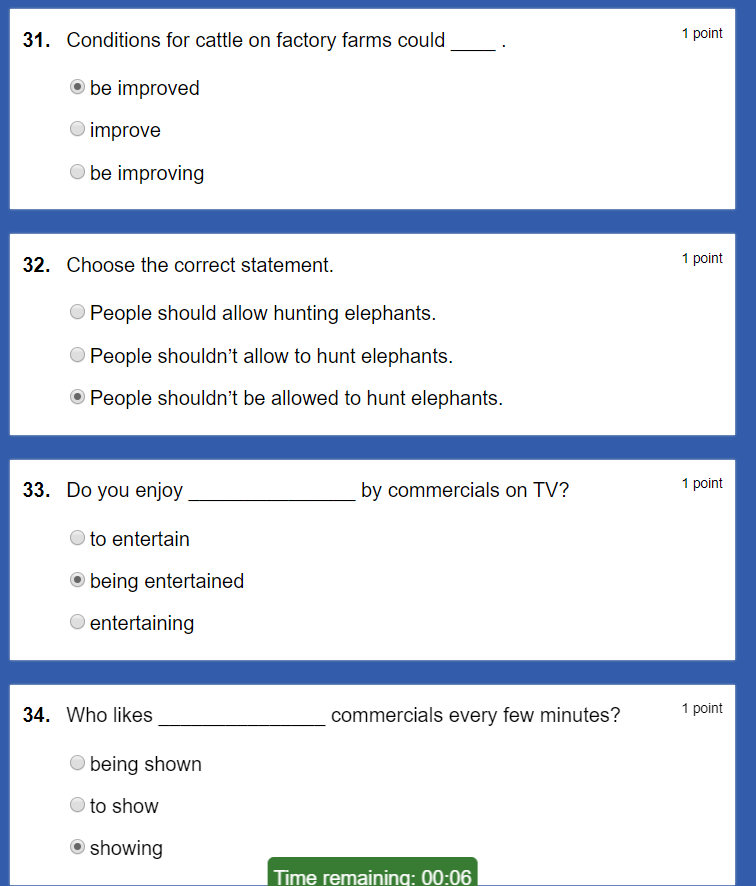 31. Conditions for cattle on factory farms could ____ . 1 point
be improved
improve
be improving
32. Choose the correct statement. 1 point
People should allow hunting elephants.
People shouldn’t allow to hunt elephants.
People shouldn’t be allowed to hunt elephants.
33. Do you enjoy _______________ by commercials on TV? 1 point
to entertain
being entertained
entertaining
34. Who likes _______________ commercials every few minutes? 1 point
being shown
to show
showing
Time remaining: 00:06